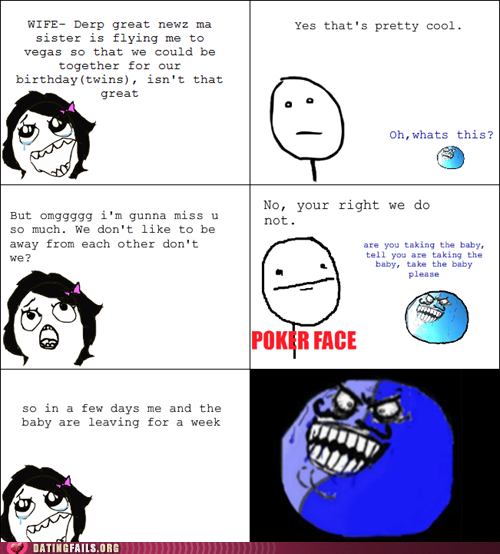 WIFE- Derp great newz ma
sister is flying me to
vegas so that we could be
together for our
birthday(twins), isn't that
great
Yes that's pretty cool.
Oh,whats this?
But omggggg i'm gunna miss u
so much. We don't like to be
away from each other don't
we?
No, your right we do
not.
are you taking the baby,
tell you are taking the
baby, take the baby
please
POKER FACE
so in a few days me and the
baby are leaving for a week
DATINGFAILS.ORG